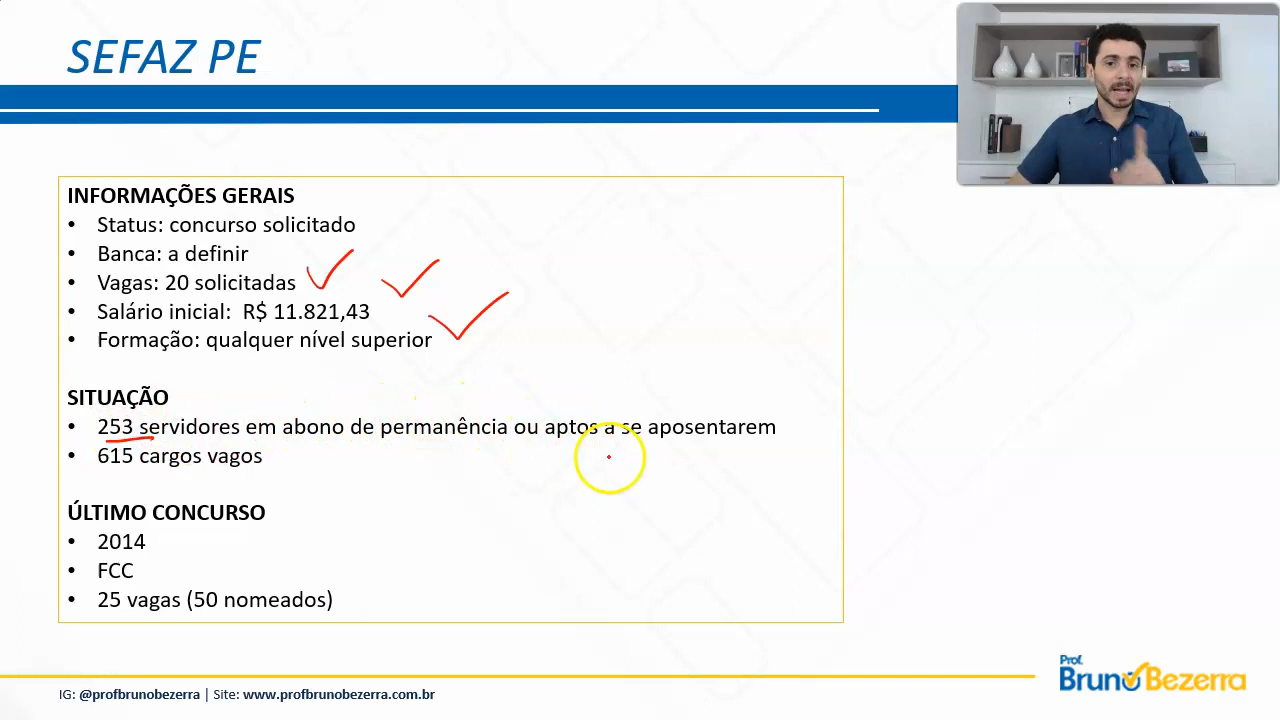 SEFAZ PE
INFORMAÇÕES GERAIS
• Status: concurso solicitado
• Banca: a definir
• Vagas: 20 solicitadas
• Salário inicial: R$ 11.821,43
• Formação: qualquer nível superior
SITUAÇÃO
• 253 servidores em abono de permanência ou aptos a se aposentarem
• 615 cargos vagos
ÚLTIMO CONCURSO
• 2014
• FCC
• 25 vagas (50 nomeados)
IG: @profbrunobezerra | Site: www.profbrunobezerra.com.br
Prof.
Bruno Bezerra